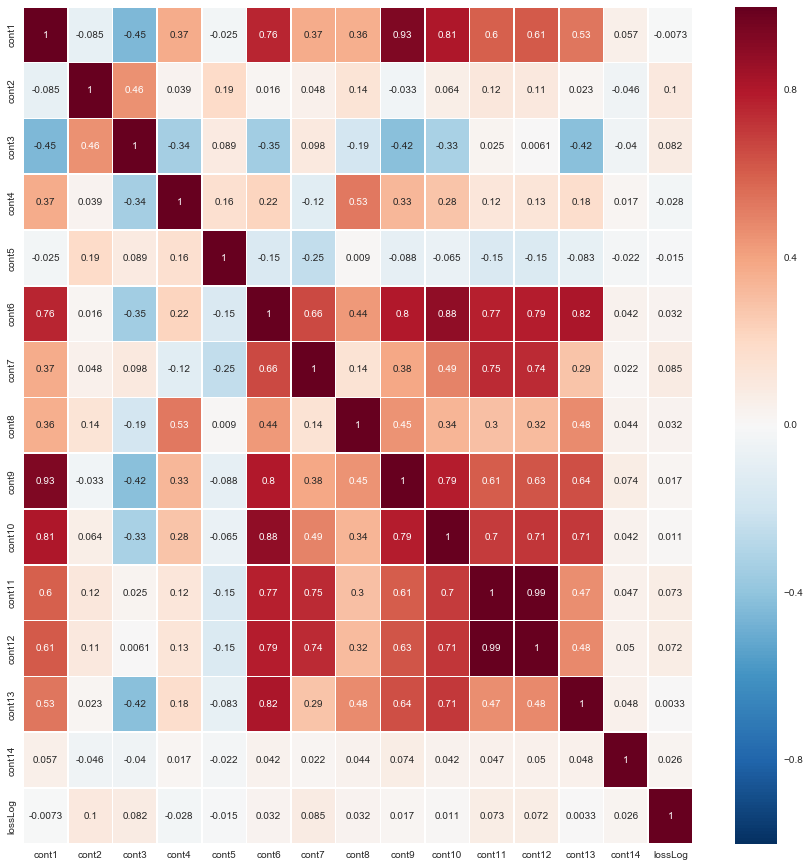 cont1 1 -0.085 -0.45 0.37 -0.025 0.76 0.37 0.36 0.93 0.81 0.6 0.61 0.53 0.057 -0.0073
cont2 -0.085 1 0.46 0.039 0.19 0.016 0.048 0.14 -0.033 0.064 0.12 0.11 0.023 -0.046 0.1
cont3 -0.45 0.46 1 -0.34 0.089 -0.35 0.098 -0.19 -0.42 -0.33 0.025 0.0061 -0.42 -0.04 0.082
cont4 0.37 0.039 -0.34 1 0.16 0.22 -0.12 0.53 0.33 0.28 0.12 0.13 0.18 0.017 -0.028
cont5 -0.025 0.19 0.089 0.16 1 -0.15 -0.25 0.009 -0.088 -0.065 -0.15 -0.15 -0.083 -0.022 -0.015
cont6 0.76 0.016 -0.35 0.22 -0.15 1 0.66 0.44 0.8 0.88 0.77 0.79 0.82 0.042 0.032
cont7 0.37 0.048 0.098 -0.12 -0.25 0.66 1 0.14 0.38 0.49 0.75 0.74 0.29 0.022 0.085
cont8 0.36 0.14 -0.19 0.53 0.009 0.44 0.14 1 0.45 0.34 0.3 0.32 0.48 0.044 0.032
cont9 0.93 -0.033 -0.42 0.33 -0.088 0.8 0.38 0.45 1 0.79 0.61 0.63 0.64 0.074 0.017
cont10 0.81 0.064 -0.33 0.28 -0.065 0.88 0.49 0.34 0.79 1 0.7 0.71 0.71 0.042 0.011
cont11 0.6 0.12 0.025 0.12 -0.15 0.77 0.75 0.3 0.61 0.7 1 0.99 0.47 0.047 0.073
cont12 0.61 0.11 0.0061 0.13 -0.15 0.79 0.74 0.32 0.63 0.71 0.99 1 0.48 0.05 0.072
cont13 0.53 0.023 -0.42 0.18 -0.083 0.82 0.29 0.48 0.64 0.71 0.47 0.48 1 0.048 0.0033
cont14 0.057 -0.046 -0.04 0.017 -0.022 0.042 0.022 0.044 0.074 0.042 0.047 0.05 0.048 1 0.026
lossLog -0.0073 0.1 0.082 -0.028 -0.015 0.032 0.085 0.032 0.017 0.011 0.073 0.072 0.0033 0.026 1
cont1 cont2 cont3 cont4 cont5 cont6 cont7 cont8 cont9 cont10 cont11 cont12 cont13 cont14 lossLog
0.8
0.4
0.0
−0.4
−0.8